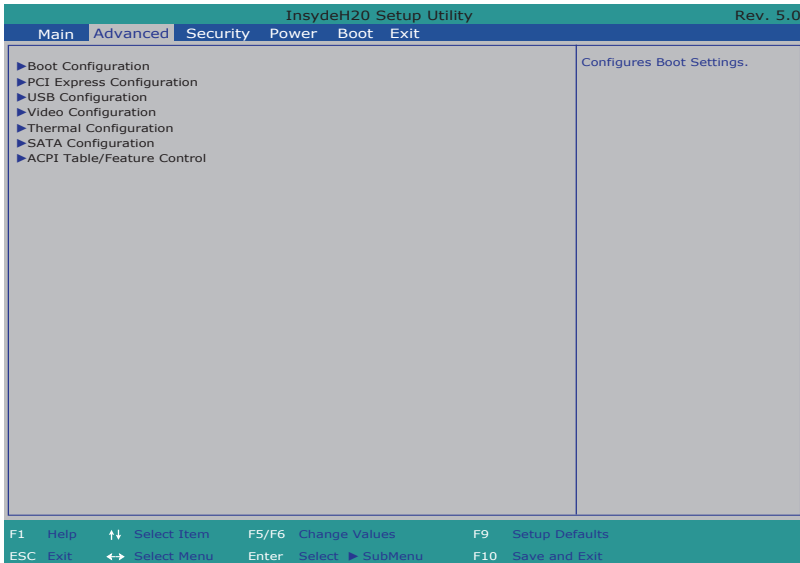 InsydeH20 Setup Utility Rev. 5.0
Main Advanced Security Power Boot Exit
►Boot Configuration Configures Boot Settings.
►PCI Express Configuration
►USB Configuration
►Video Configuration
►Thermal Configuration
►SATA Configuration
►ACPI Table/Feature Control
F1 Help ↑↓ Select Item F5/F6 Change Values F9 Setup Defaults
ESC Exit ↔ Select Menu Enter Select ► SubMenu F10 Save and Exit